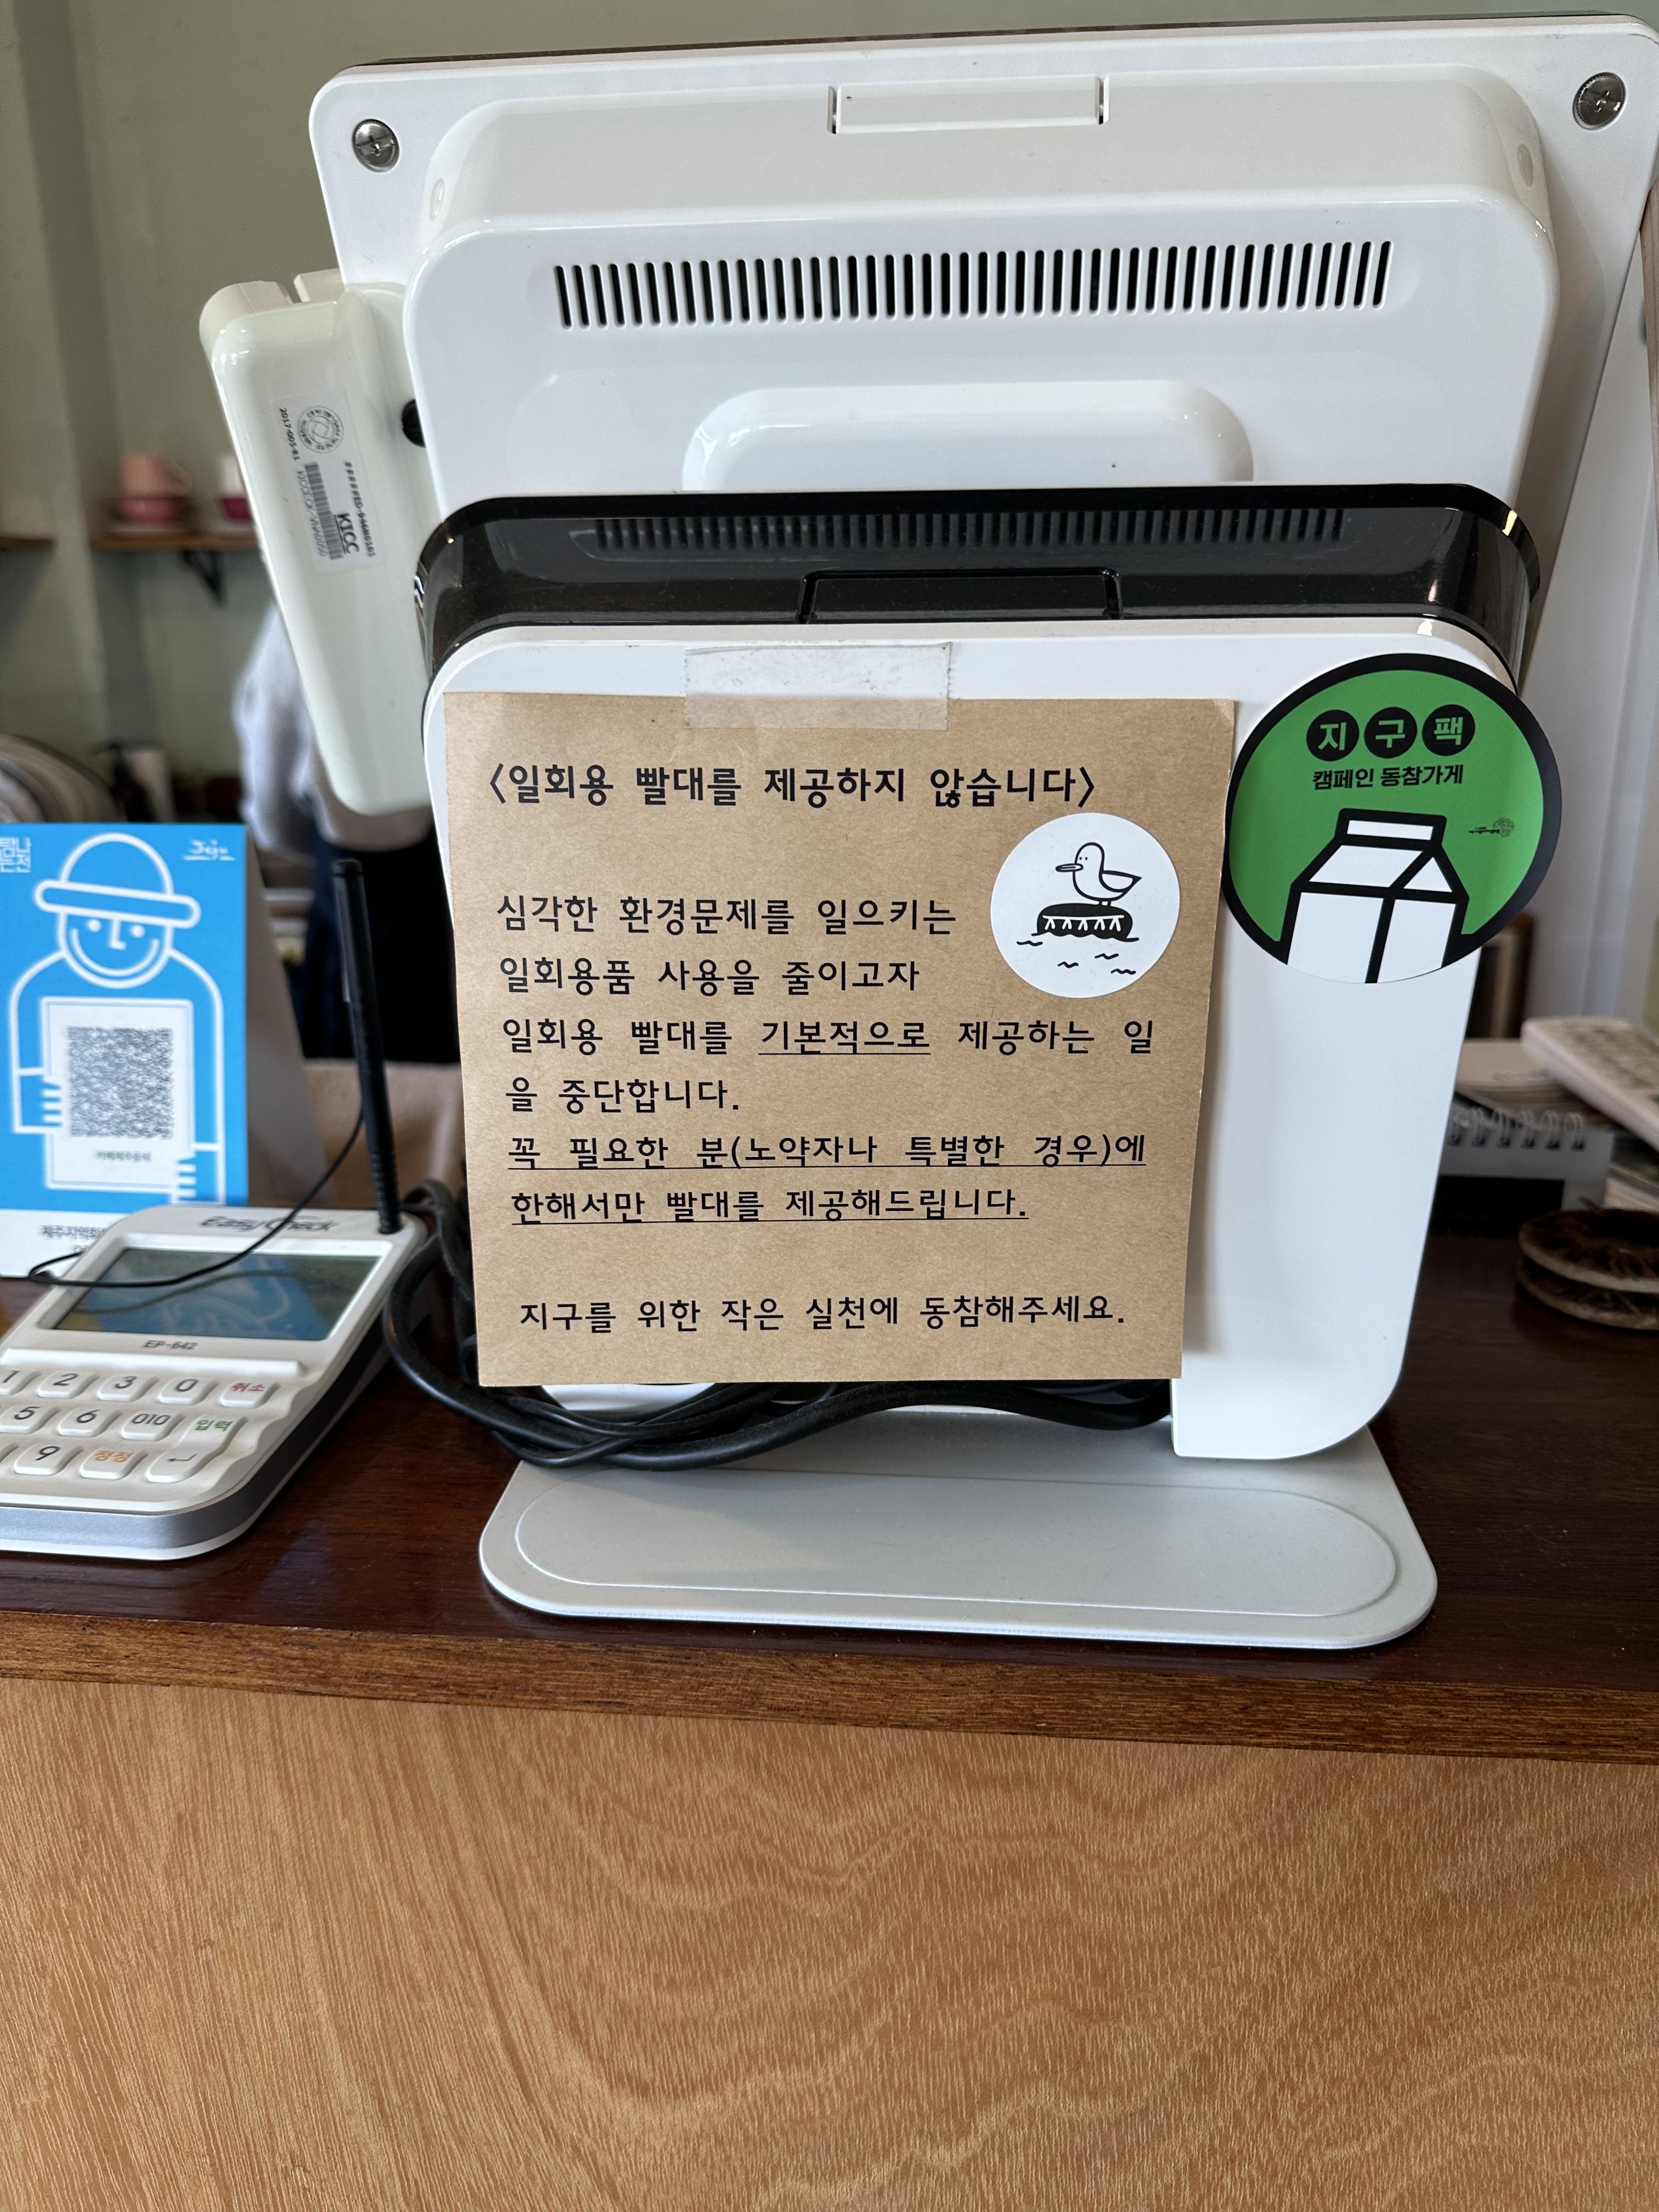 〈일회용 빨대를 제공하지 않습니다〉
심각한 환경문제를 일으키는
일회용품 사용을 줄이고자
일회용 빨대를 기본적으로 제공하는 일
을 중단합니다.
꼭 필요한 분(노약자나 특별한 경우)에
한해서만 빨대를 제공해드립니다.
지구를 위한 작은 실천에 동참해주세요.
지구팩
캠페인 동참가게
KICC
Jeju
EasyCheck
EP-642
1 2 3 0 취소
5 6 010 입력
9 정정